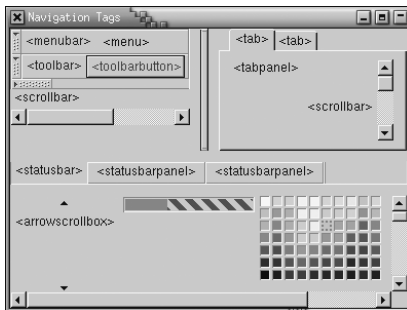 Navigation Tags
<menubar> <menu>
<toolbar> <toolbarbutton>
<scrollbar>
<tab> <tab>
<tabpanel>
<scrollbar>
<statusbar> <statusbarpanel> <statusbarpanel>
<arrowscrollbox>